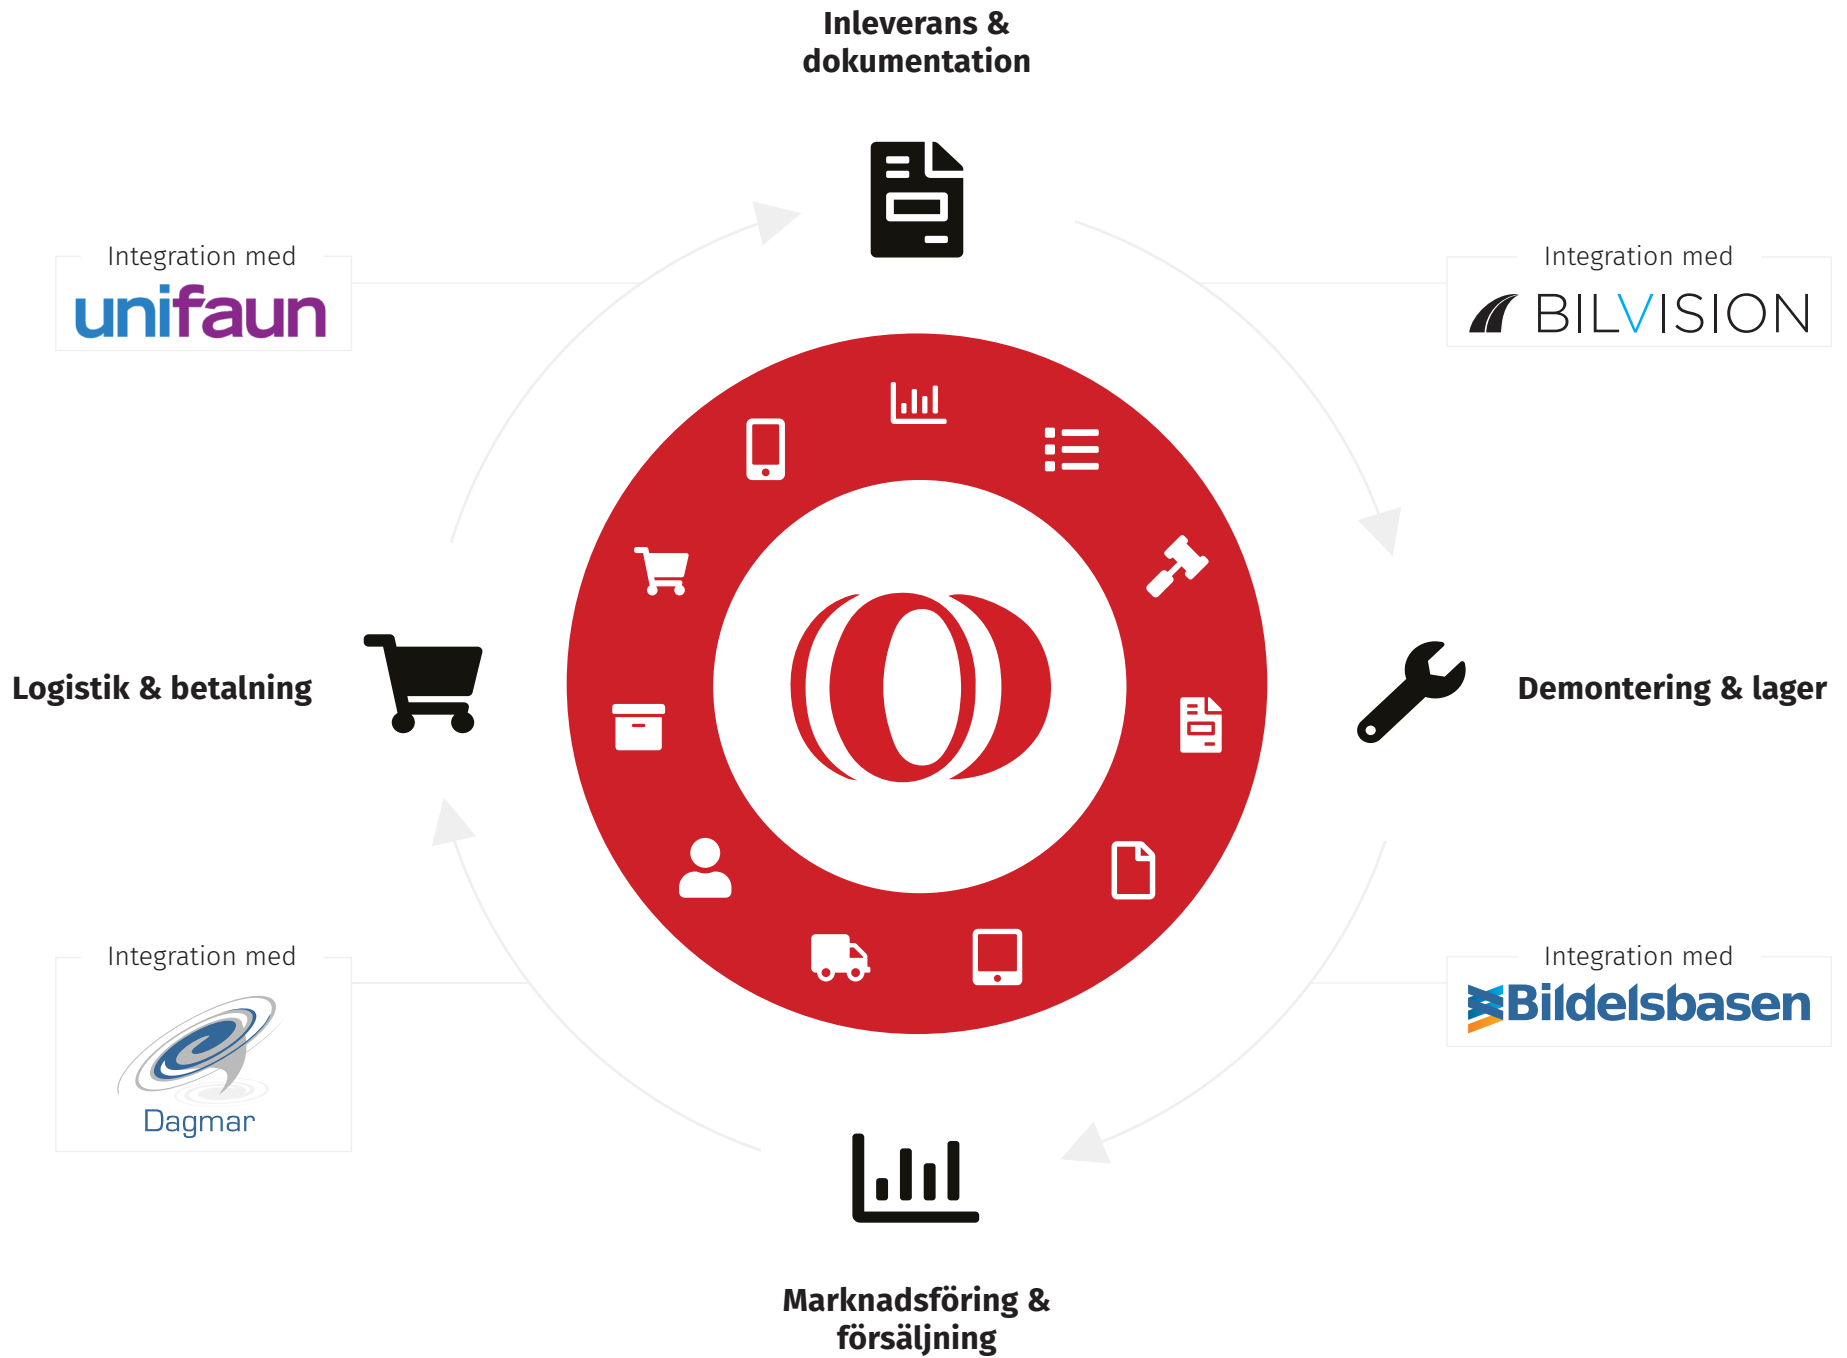 Inleverans &
dokumentation
Integration med
unifaun
Integration med
BILVISION
Logistik & betalning
Demontering & lager
Integration med
Dagmar
Integration med
Bildelsbasen
Marknadsföring &
försäljning